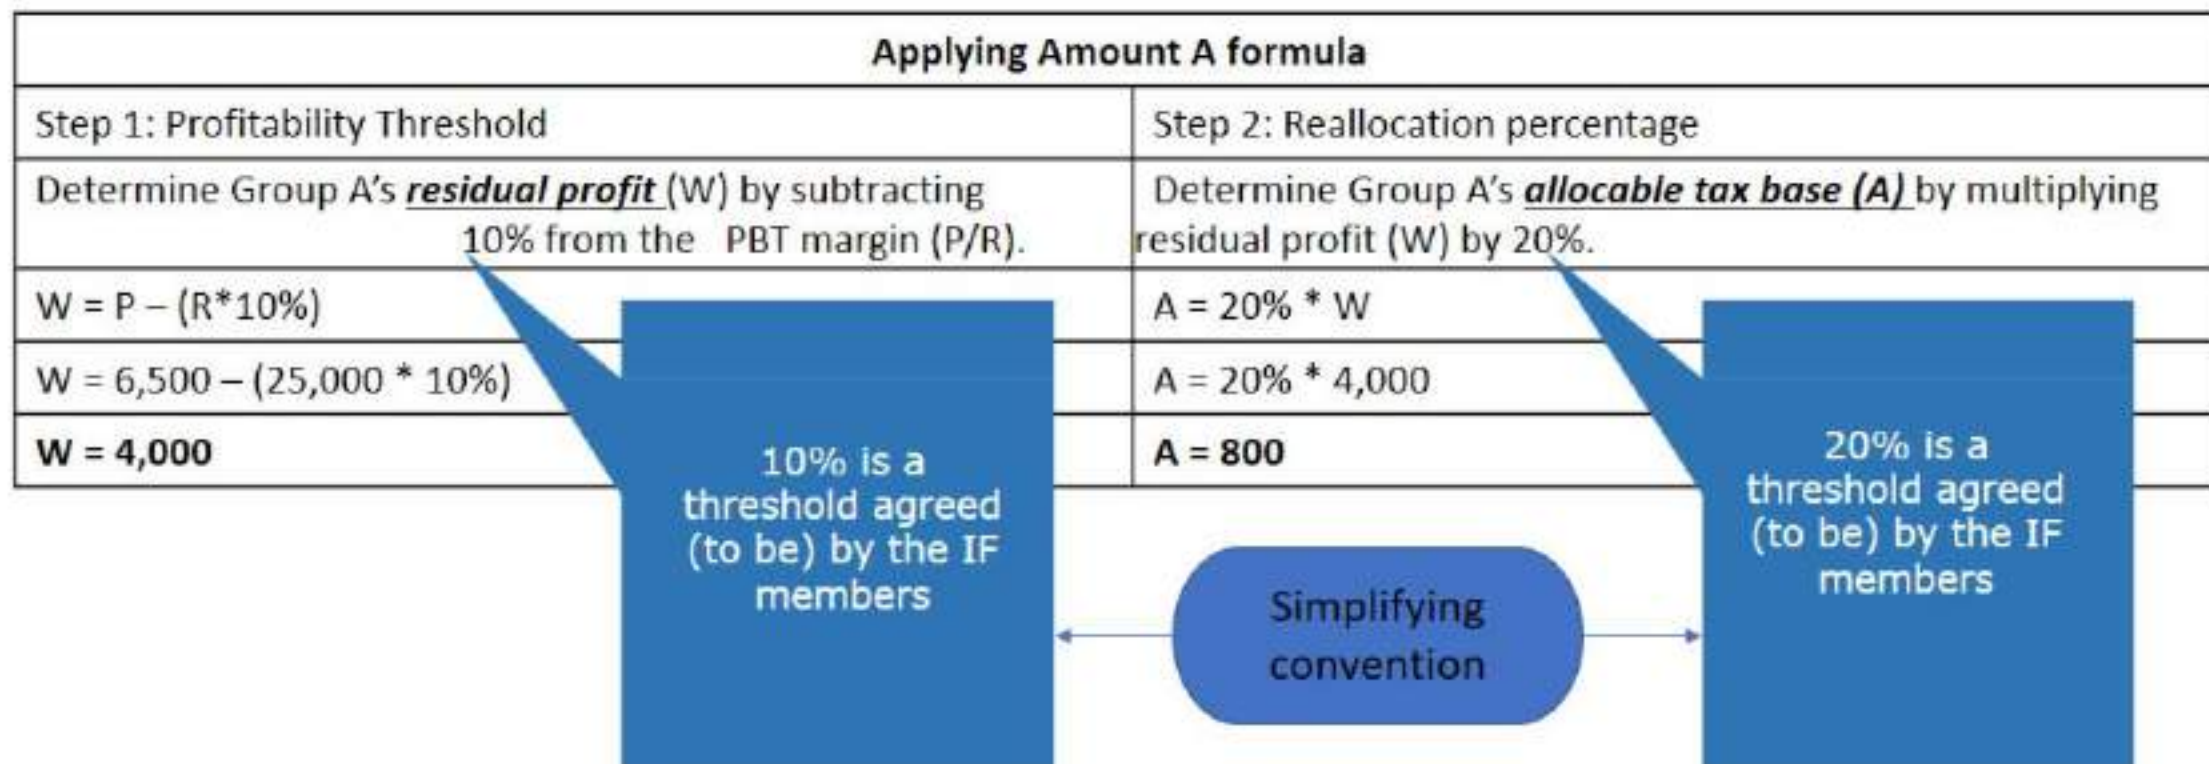 Applying Amount A formula
Step 1: Profitability Threshold
Step 2: Reallocation percentage
Determine Group A's residual profit (W) by subtracting
10% from the PBT margin (P/R).
Determine Group A's allocable tax base (A) by multiplying
residual profit (W) by 20%.
W = P – (R*10%)
A = 20% * W
W = 6,500 – (25,000 * 10%)
A = 20% * 4,000
W = 4,000
A = 800
10% is a
threshold agreed
(to be) by the IF
members
20% is a
threshold agreed
(to be) by the IF
members
Simplifying
convention